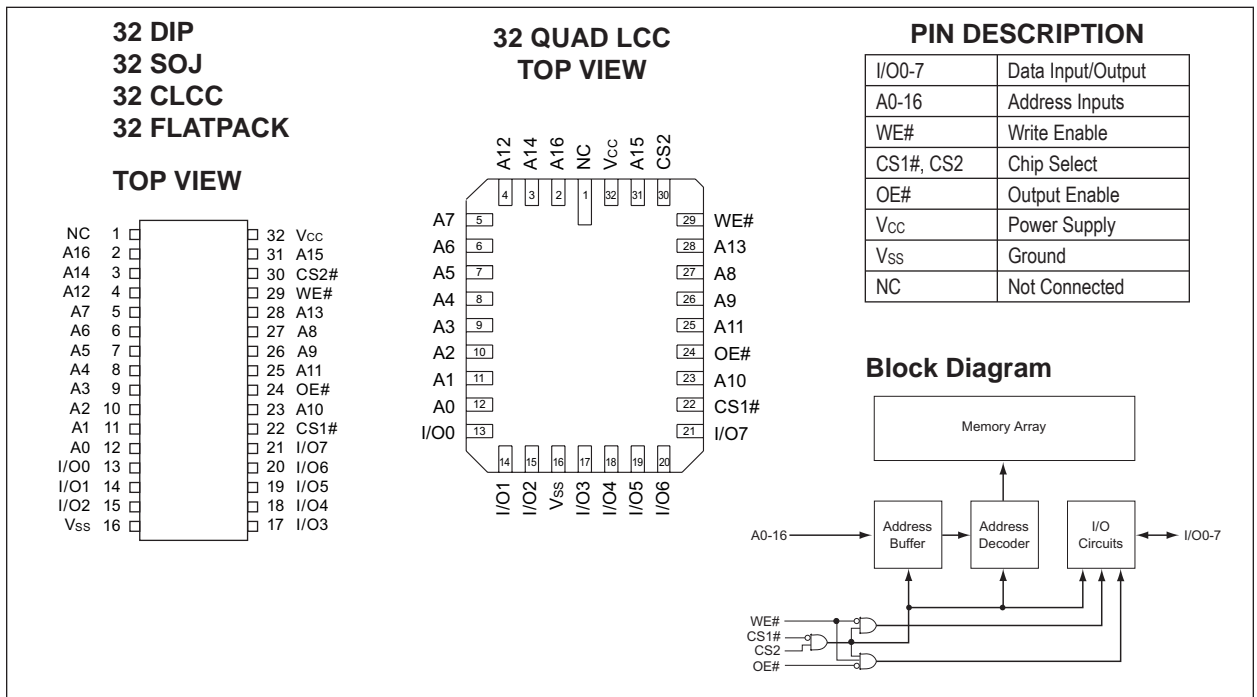 32 DIP
32 SOJ
32 CLCC
32 FLATPACK
TOP VIEW
NC 1
A16 2
A14 3
A12 4
A7 5
A6 6
A5 7
A4 8
A3 9
A2 10
A1 11
A0 12
I/O0 13
I/O1 14
I/O2 15
Vss 16
32 Vcc
31 A15
30 CS2#
29 WE#
28 A13
27 A8
26 A9
25 A11
24 OE#
23 A10
22 CS1#
21 I/O7
20 I/O6
19 I/O5
18 I/O4
17 I/O3
32 QUAD LCC
TOP VIEW
A12 A14 A16 NC Vcc A15 CS2
4 3 2 1 32 31 30
A7 5
A6 6
A5 7
A4 8
A3 9
A2 10
A1 11
A0 12
I/O0 13
29 WE#
28 A13
27 A8
26 A9
25 A11
24 OE#
23 A10
22 CS1#
21 I/O7
14 15 16 17 18 19 20
I/O1 I/O2 Vss I/O3 I/O4 I/O5 I/O6
PIN DESCRIPTION
I/O0-7 Data Input/Output
A0-16 Address Inputs
WE# Write Enable
CS1#, CS2 Chip Select
OE# Output Enable
Vcc Power Supply
Vss Ground
NC Not Connected
Block Diagram
Memory Array
A0-16
Address
Buffer
Address
Decoder
I/O
Circuits
I/O0-7
WE#
CS1#
CS2
OE#